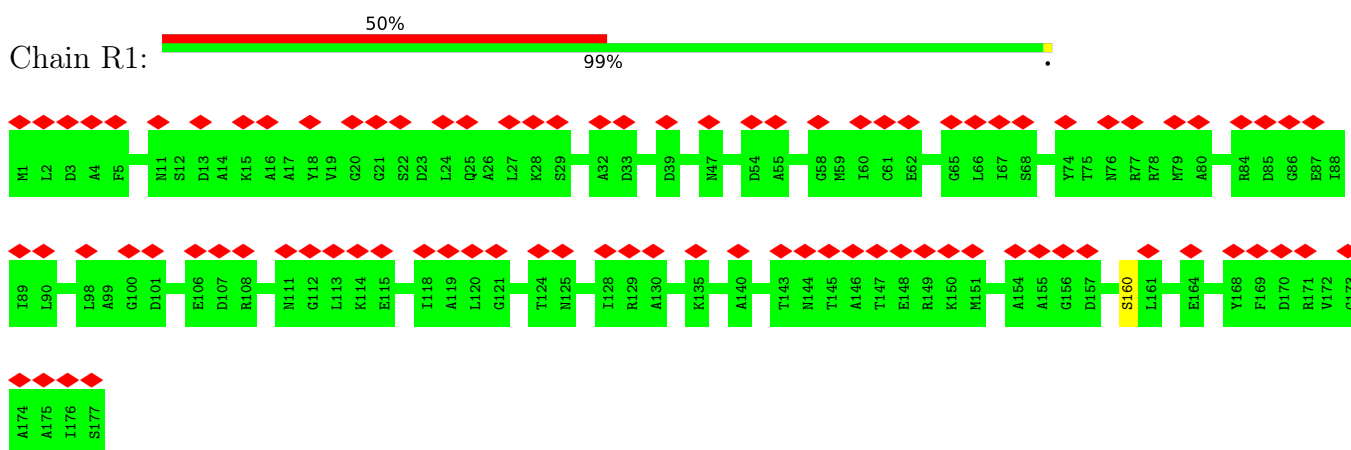 50%
Chain R1:
99%
.
M1 L2 D3 A4 F5 N11 S12 D13 A14 K15 A16 A17 Y18 V19 G20 G21 S22 D23 L24 Q25 A26 L27 K28 S29 A32 D33 D39 N47 D54 A55 G58 M59 I60 C61 E62 G65 L66 I67 S68 Y74 T75 N76 R77 R78 M79 A80 R84 D85 G86 E87 I88
I89 L90 L98 A99 G100 D101 E106 D107 R108 N111 G112 L113 K114 E115 I118 A119 L120 G121 T124 N125 I128 R129 A130 K135 A140 T143 N144 T145 A146 T147 E148 R149 K150 M151 A154 A155 G156 D157 S160 L161 E164 Y168 F169 D170 R171 V172 G173
A174 A175 I176 S177